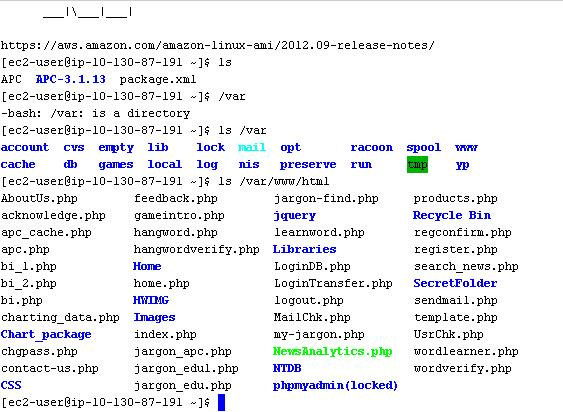 ___|\___|___|
https://aws.amazon.com/amazon-linux-ami/2012.09-release-notes/
[ec2-user@ip-10-130-87-191 ~]$ ls
APC  APC-3.1.13  package.xml
[ec2-user@ip-10-130-87-191 ~]$ /var
-bash: /var: is a directory
[ec2-user@ip-10-130-87-191 ~]$ ls /var
account  cvs  empty  lib    lock  mail  opt       racoon  spool  www
cache    db   games  local  log   nis   preserve  run     tmp    yp
[ec2-user@ip-10-130-87-191 ~]$ ls /var/www/html
AboutUs.php        feedback.php        jargon-find.php     products.php
acknowledge.php    gameintro.php       jquery              Recycle Bin
apc_cache.php      hangword.php        learnword.php       regconfirm.php
apc.php            hangwordverify.php  Libraries           register.php
bi_1.php           Home                LoginDB.php         search_news.php
bi_2.php           home.php            LoginTransfer.php   SecretFolder
bi.php             HWIMG               logout.php          sendmail.php
charting_data.php  Images              MailChk.php         template.php
Chart_package      index.php           my-jargon.php       UsrChk.php
chgpass.php        jargon_apc.php      NewsAnalytics.php   wordlearner.php
contact-us.php     jargon_edu1.php     NTDB                wordverify.php
CSS                jargon_edu.php      phpmyadmin(locked)
[ec2-user@ip-10-130-87-191 ~]$